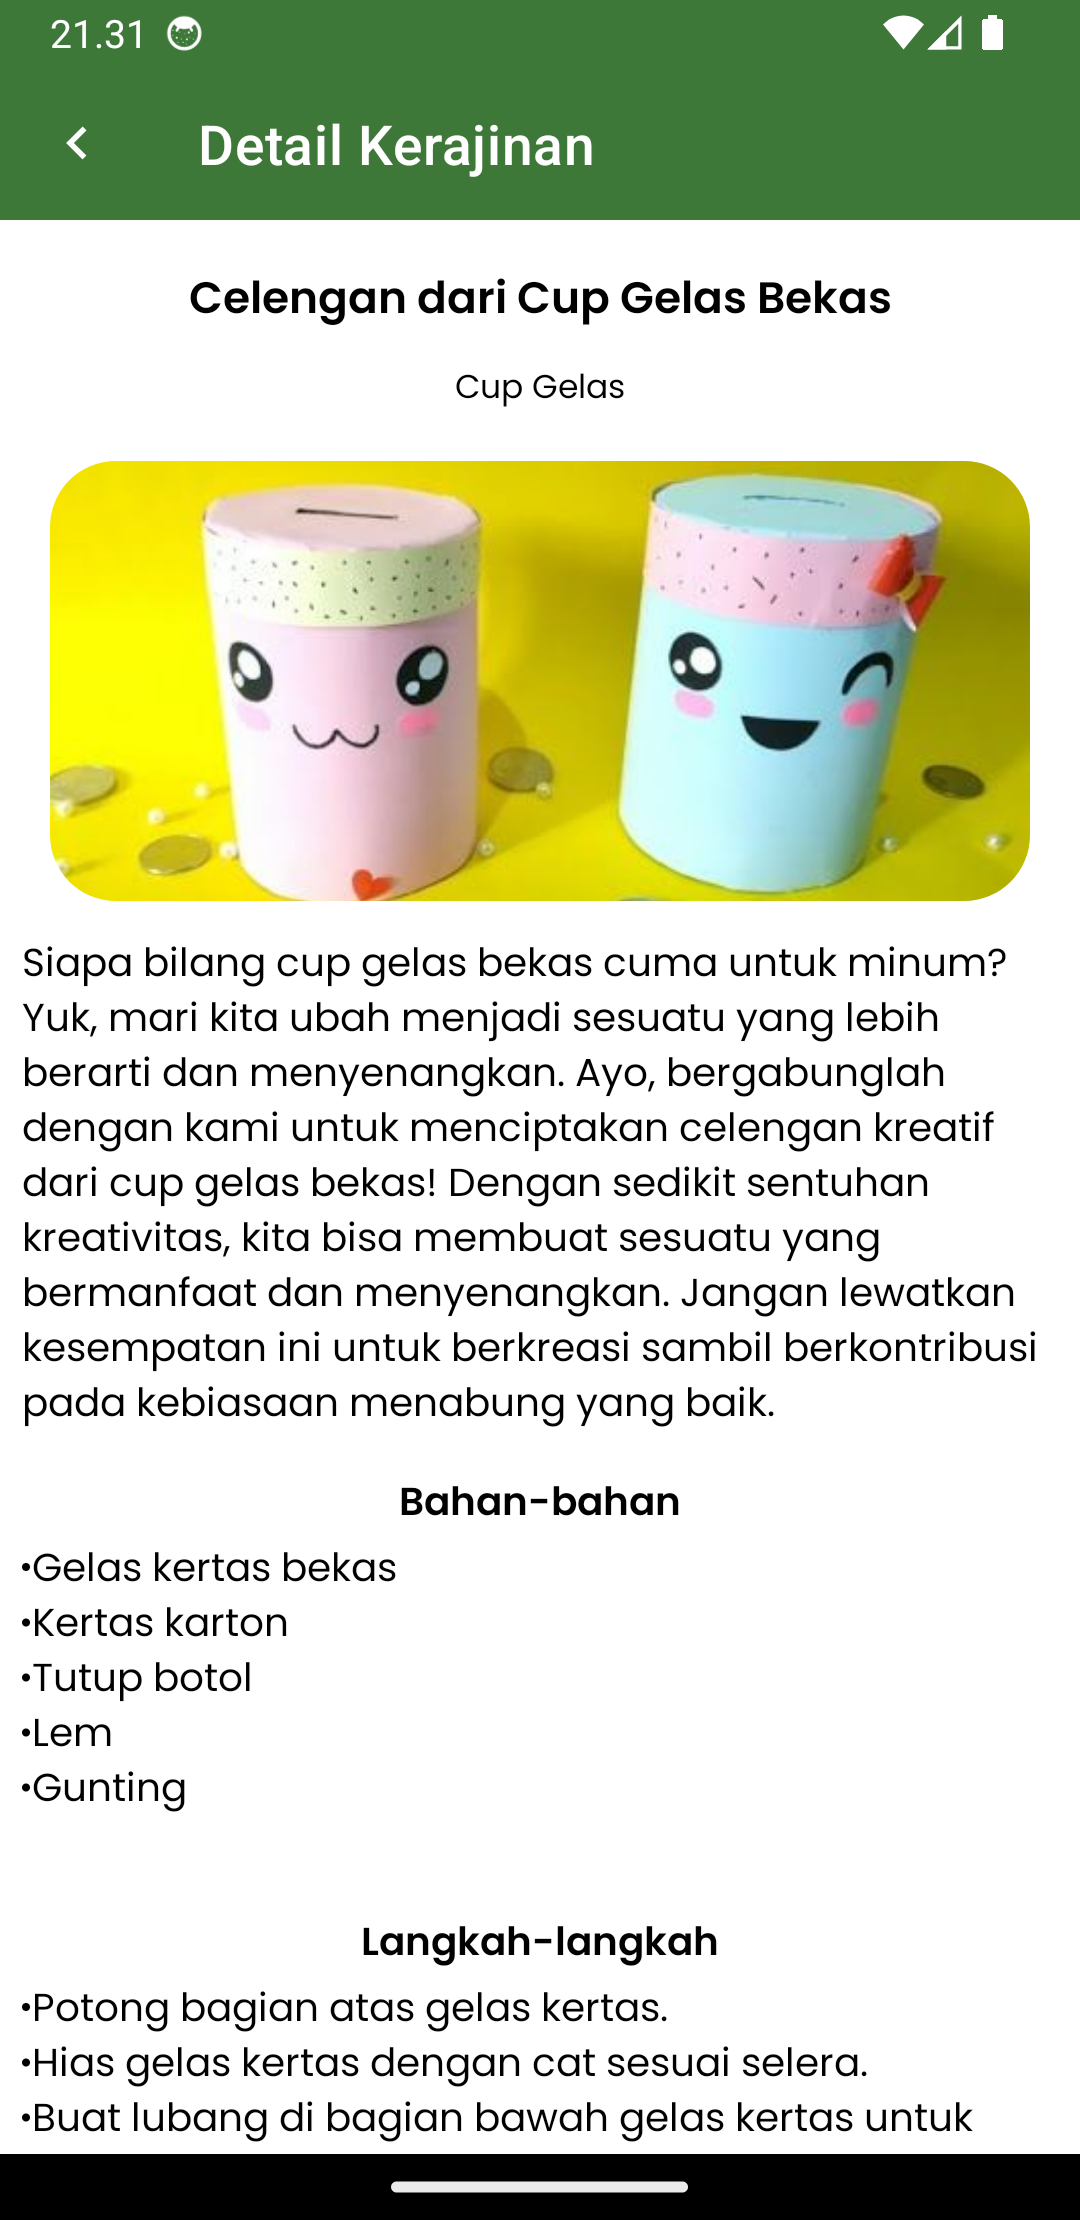 21.31
Detail Kerajinan
Celengan dari Cup Gelas Bekas
Cup Gelas
Siapa bilang cup gelas bekas cuma untuk minum?
Yuk, mari kita ubah menjadi sesuatu yang lebih
berarti dan menyenangkan. Ayo, bergabunglah
dengan kami untuk menciptakan celengan kreatif
dari cup gelas bekas! Dengan sedikit sentuhan
kreativitas, kita bisa membuat sesuatu yang
bermanfaat dan menyenangkan. Jangan lewatkan
kesempatan ini untuk berkreasi sambil berkontribusi
pada kebiasaan menabung yang baik.
Bahan-bahan
•Gelas kertas bekas
•Kertas karton
•Tutup botol
•Lem
•Gunting
Langkah-langkah
•Potong bagian atas gelas kertas.
•Hias gelas kertas dengan cat sesuai selera.
•Buat lubang di bagian bawah gelas kertas untuk